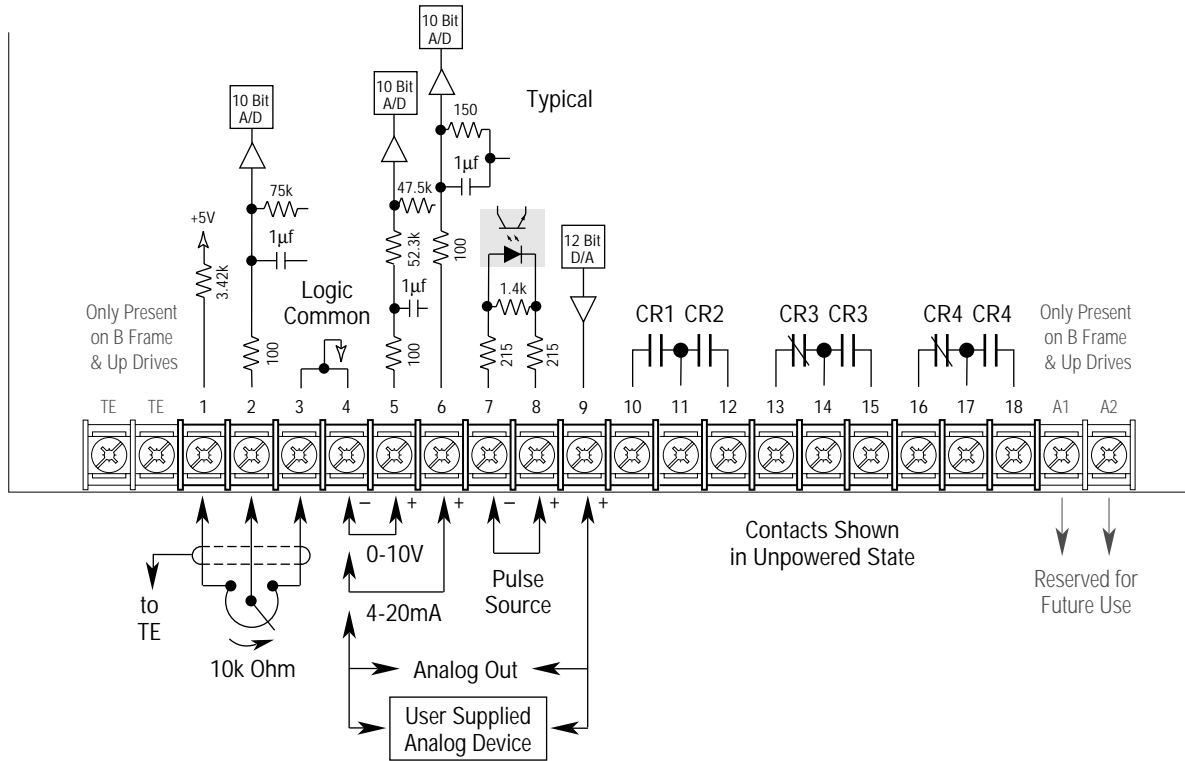 10 Bit
A/D
10 Bit
A/D
10 Bit
A/D
Typical
150
1µf
75k
1µf
+5V
3.42k
100
47.5k
52.3k
1µf
100
100
12 Bit
D/A
1.4k
215
215
Logic
Common
Only Present
on B Frame
& Up Drives
CR1 CR2
CR3 CR3
CR4 CR4
Only Present
on B Frame
& Up Drives
TE TE 1 2 3 4 5 6 7 8 9 10 11 12 13 14 15 16 17 18 A1 A2
– + + – + +
0-10V
4-20mA
Pulse
Source
Contacts Shown
in Unpowered State
Reserved for
Future Use
to
TE
10k Ohm
Analog Out
User Supplied
Analog Device